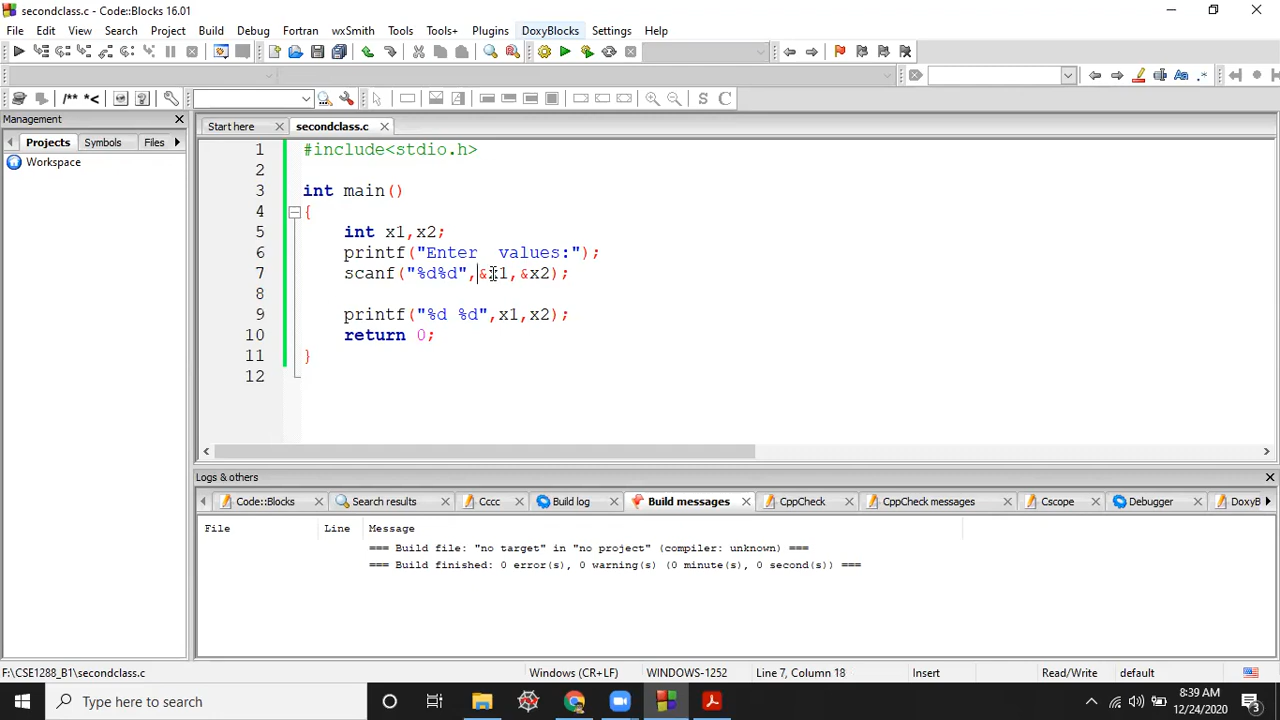 secondclass.c - Code::Blocks 16.01
File Edit View Search Project Build Debug Fortran wxSmith Tools Tools+ Plugins DoxyBlocks Settings Help
/** *<
S C
Management
Projects Symbols Files
Workspace
Start here secondclass.c
1 #include<stdio.h>
2
3 int main()
4 {
5 int x1,x2;
6 printf("Enter  values:");
7 scanf("%d%d",&x1,&x2);
8
9 printf("%d %d",x1,x2);
10 return 0;
11 }
12
Logs & others
Code::Blocks Search results Cccc Build log Build messages CppCheck CppCheck messages Cscope Debugger DoxyB
File Line Message
=== Build file: "no target" in "no project" (compiler: unknown) ===
=== Build finished: 0 error(s), 0 warning(s) (0 minute(s), 0 second(s)) ===
F:\CSE1288_B1\secondclass.c Windows (CR+LF) WINDOWS-1252 Line 7, Column 18 Insert Read/Write default
Type here to search
8:39 AM
12/24/2020
3